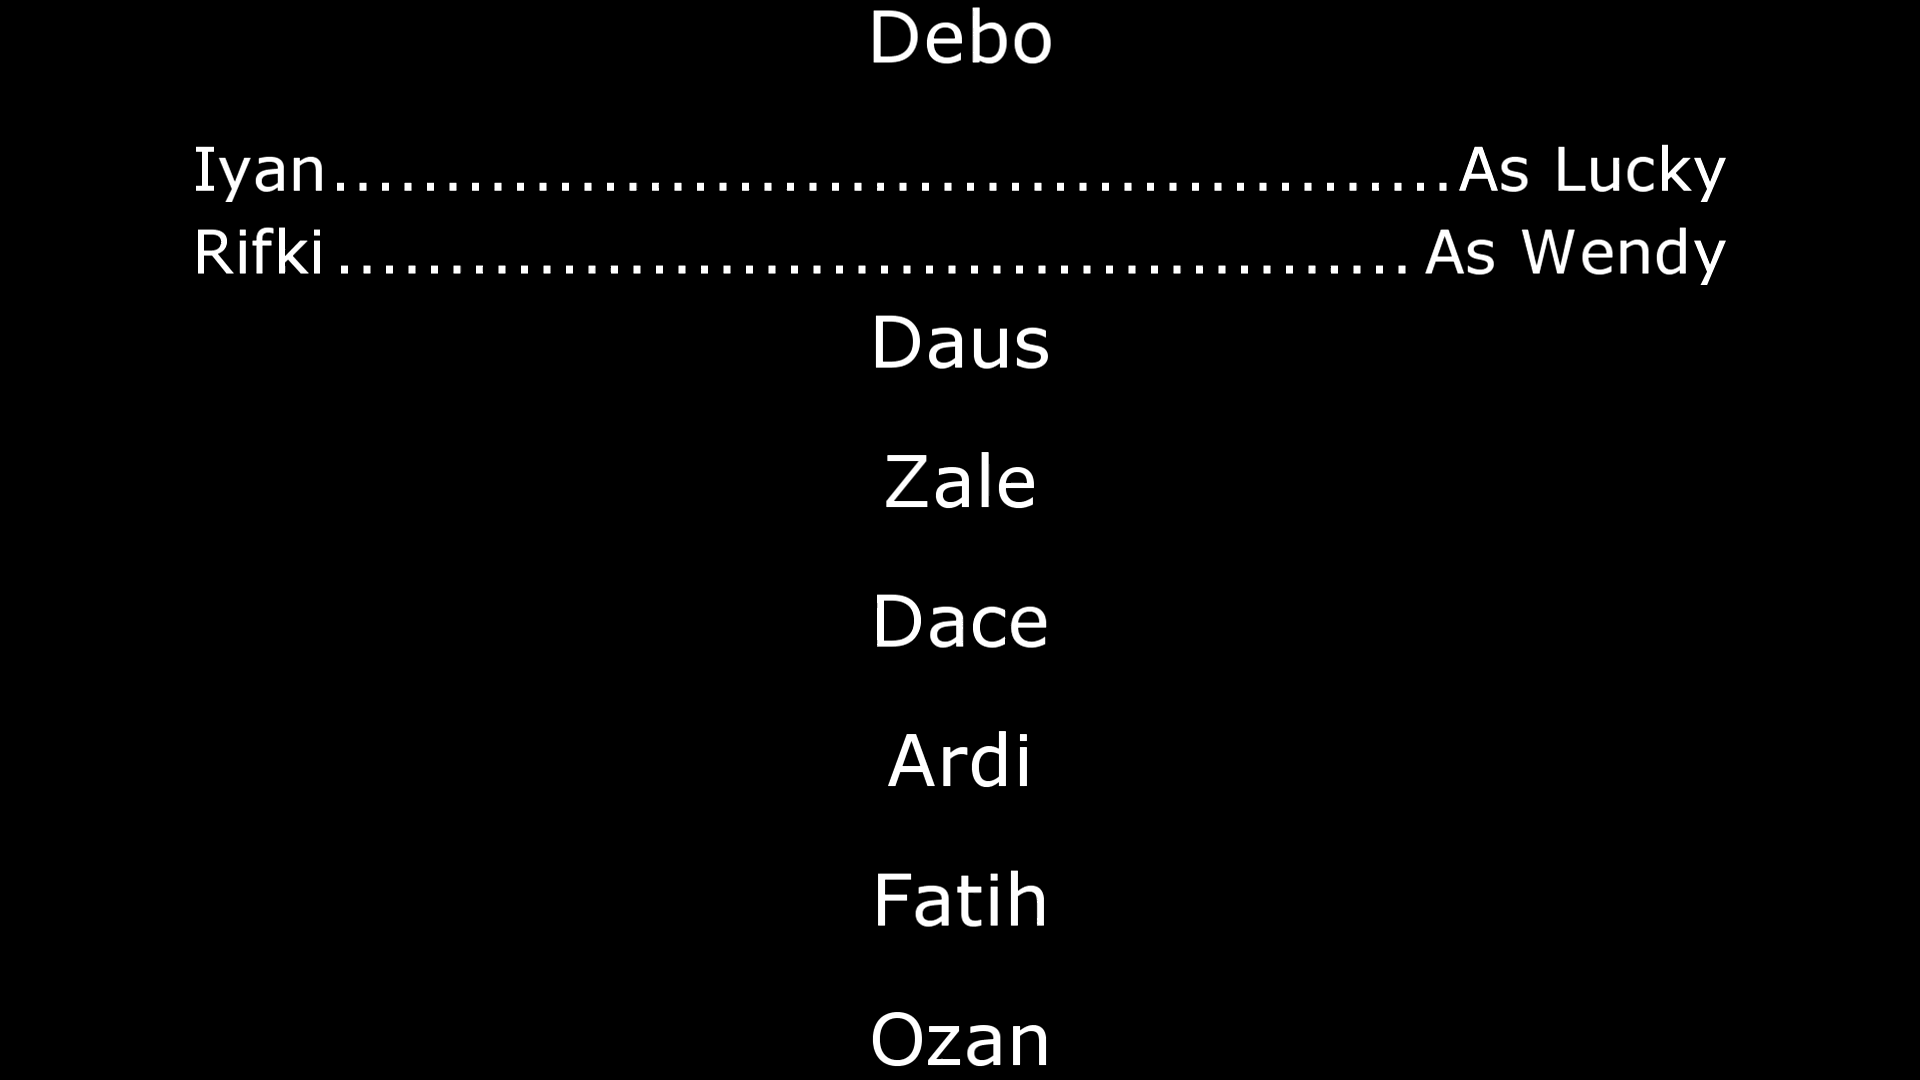 Debo
Iyan..................................................As Lucky
Rifki................................................As Wendy
Daus
Zale
Dace
Ardi
Fatih
Ozan